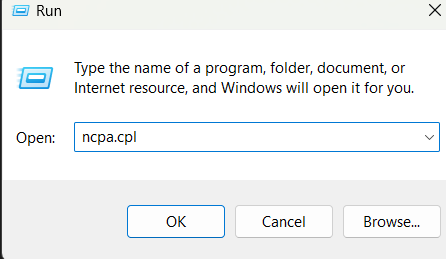 Run
Type the name of a program, folder, document, or
Internet resource, and Windows will open it for you.
Open: ncpa.cpl
OK Cancel Browse...